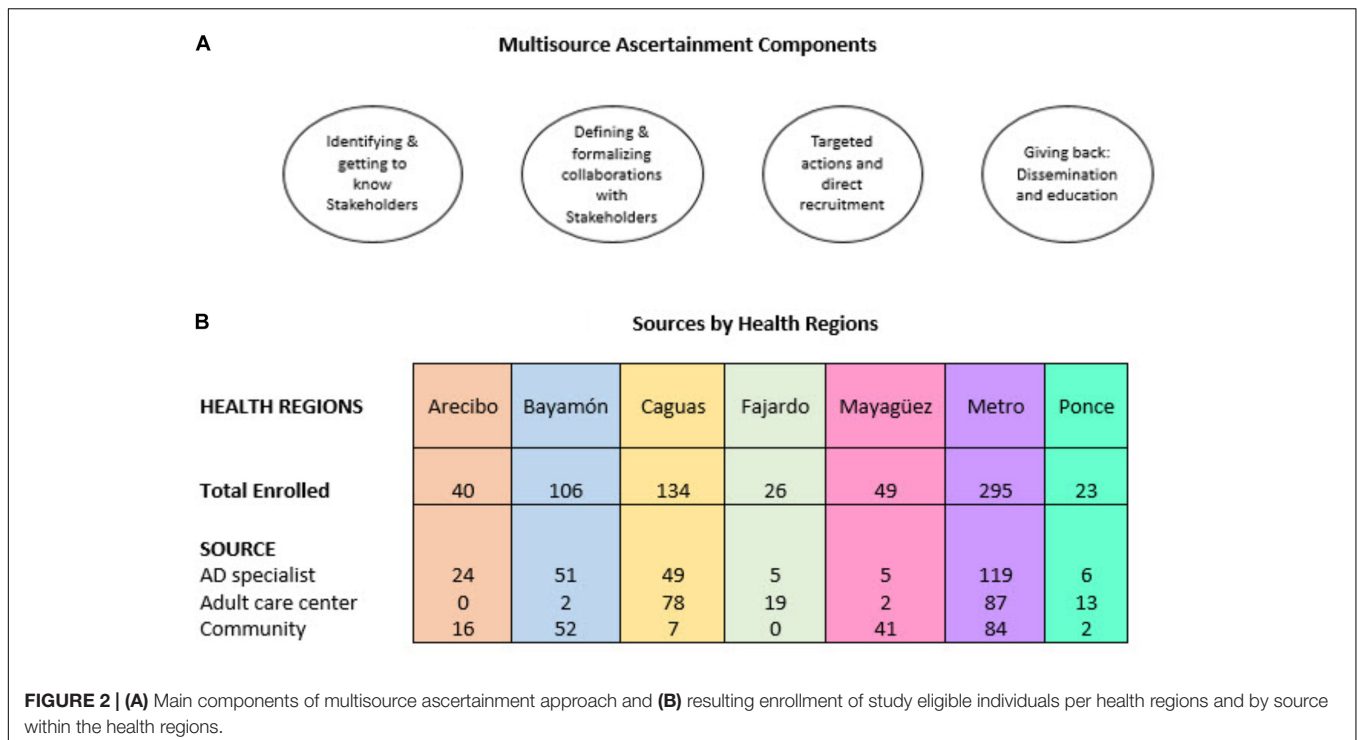 A
Multisource Ascertainment Components
Identifying &
getting to
know
Stakeholders
Defining &
formalizing
collaborations
with
Stakeholders
Targeted
actions and
direct
recruitment
Giving back:
Dissemination
and education
B
Sources by Health Regions
HEALTH REGIONS Arecibo Bayamón Caguas Fajardo Mayagüez Metro Ponce
Total Enrolled 40 106 134 26 49 295 23
SOURCE
AD specialist 24 51 49 5 5 119 6
Adult care center 0 2 78 19 2 87 13
Community 16 52 7 0 41 84 2
FIGURE 2 | (A) Main components of multisource ascertainment approach and (B) resulting enrollment of study eligible individuals per health regions and by source
within the health regions.